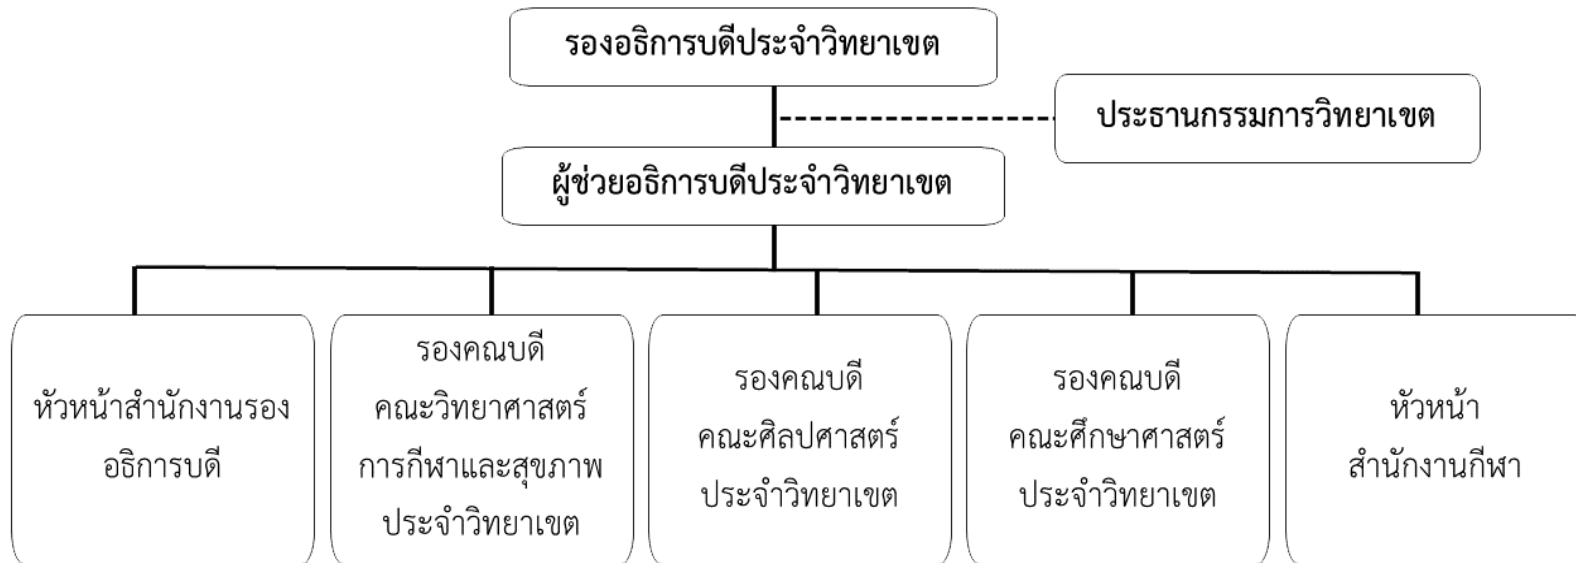 รองอธิการบดีประจำวิทยาเขต
ประธานกรรมการวิทยาเขต
ผู้ช่วยอธิการบดีประจำวิทยาเขต
หัวหน้าสำนักงานรอง
อธิการบดี
รองคณบดี
คณะวิทยาศาสตร์
การกีฬาและสุขภาพ
ประจำวิทยาเขต
รองคณบดี
คณะศิลปศาสตร์
ประจำวิทยาเขต
รองคณบดี
คณะศึกษาศาสตร์
ประจำวิทยาเขต
หัวหน้า
สำนักงานกีฬา